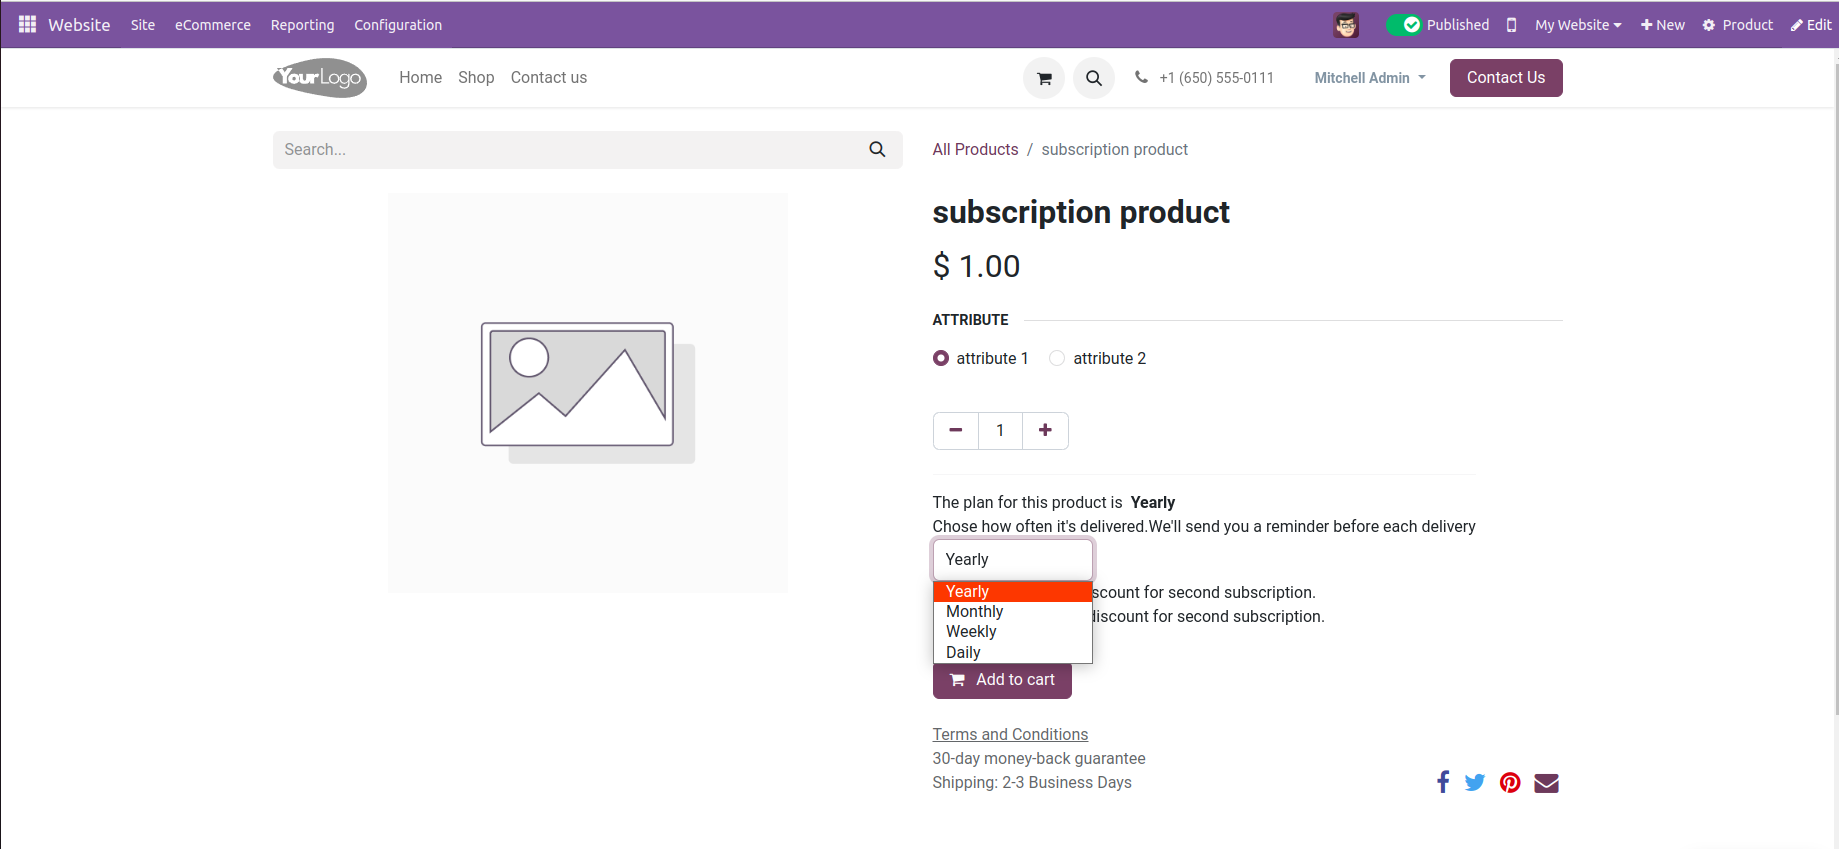 Website Site eCommerce Reporting Configuration Published My Website New Product Edit
YourLogo Home Shop Contact us +1 (650) 555-0111 Mitchell Admin Contact Us
Search...
All Products / subscription product
subscription product
$ 1.00
ATTRIBUTE
attribute 1 attribute 2
1
The plan for this product is Yearly
Chose how often it's delivered.We'll send you a reminder before each delivery
Yearly
Yearly
for second subscription.
Monthly
for second subscription.
Weekly
Daily
Add to cart
Terms and Conditions
30-day money-back guarantee
Shipping: 2-3 Business Days